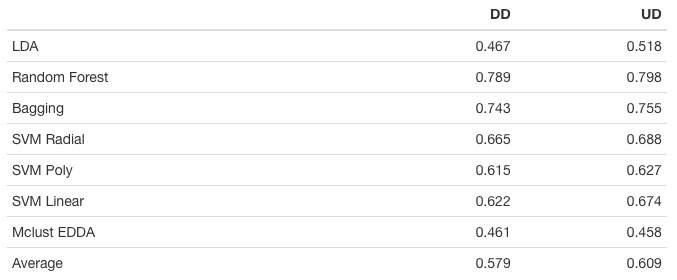 DD UD
LDA 0.467 0.518
Random Forest 0.789 0.798
Bagging 0.743 0.755
SVM Radial 0.665 0.688
SVM Poly 0.615 0.627
SVM Linear 0.622 0.674
Mclust EDDA 0.461 0.458
Average 0.579 0.609